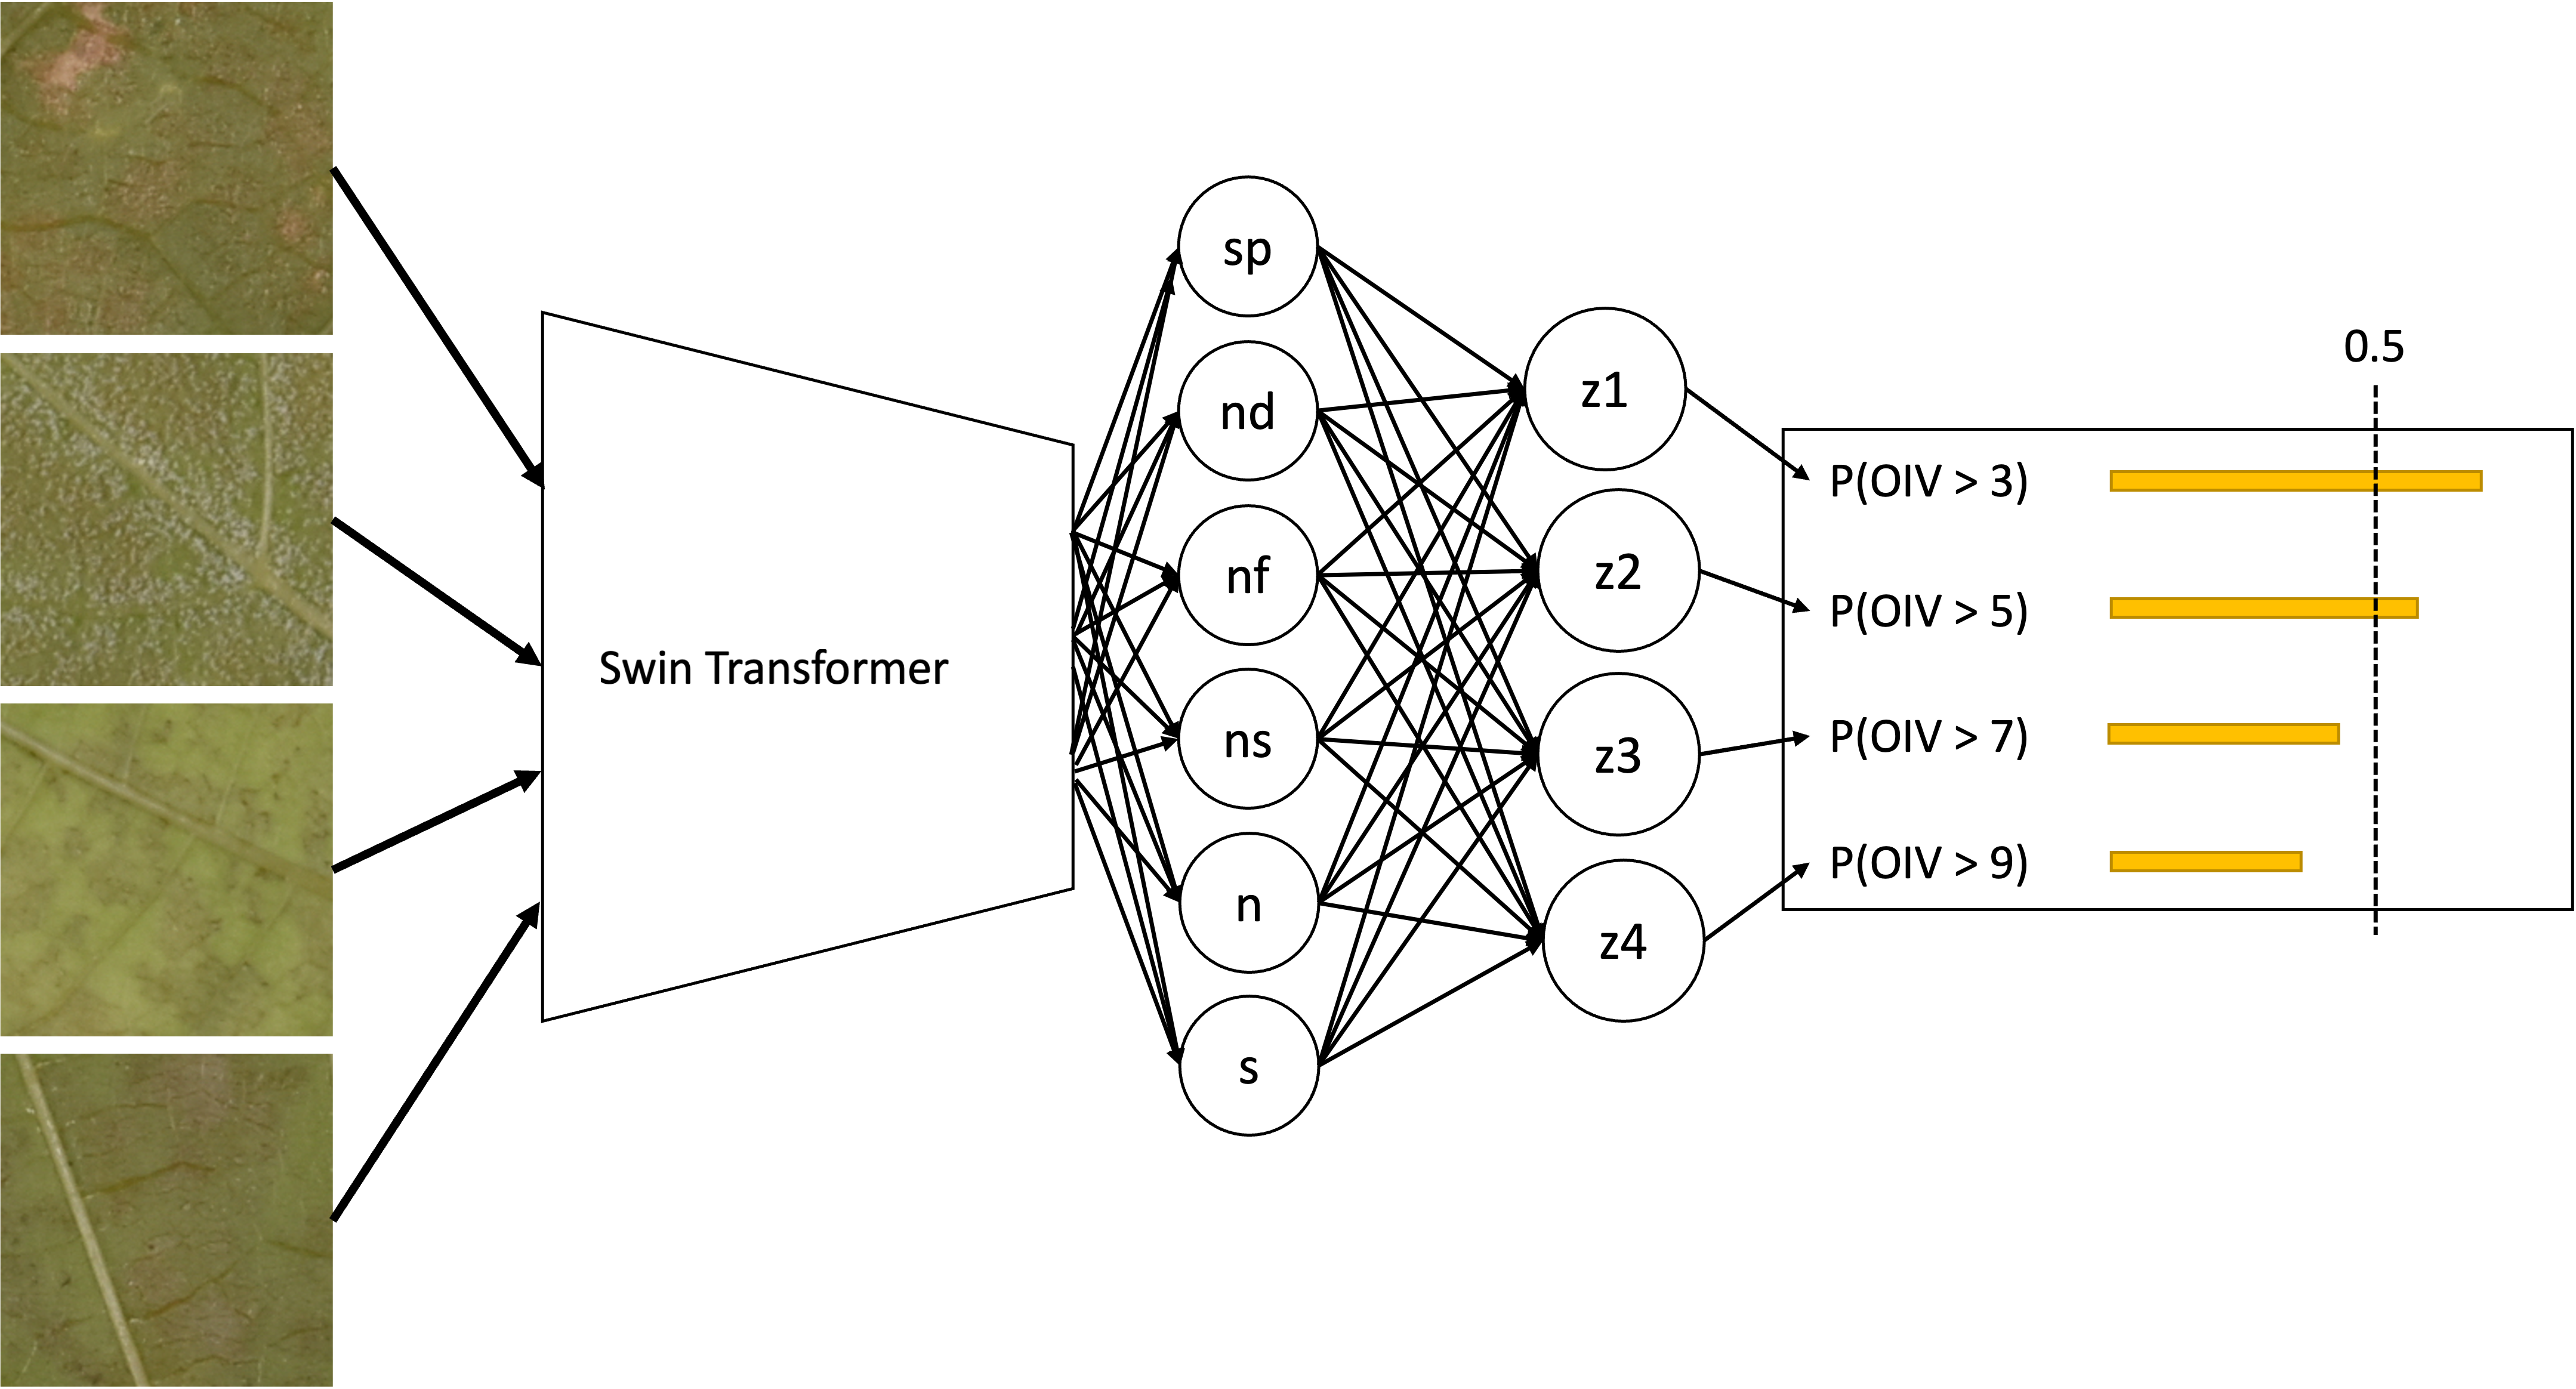 Swin Transformer
sp
nd
nf
ns
n
s
z1
z2
z3
z4
0.5
P(OIV > 3)
P(OIV > 5)
P(OIV > 7)
P(OIV > 9)